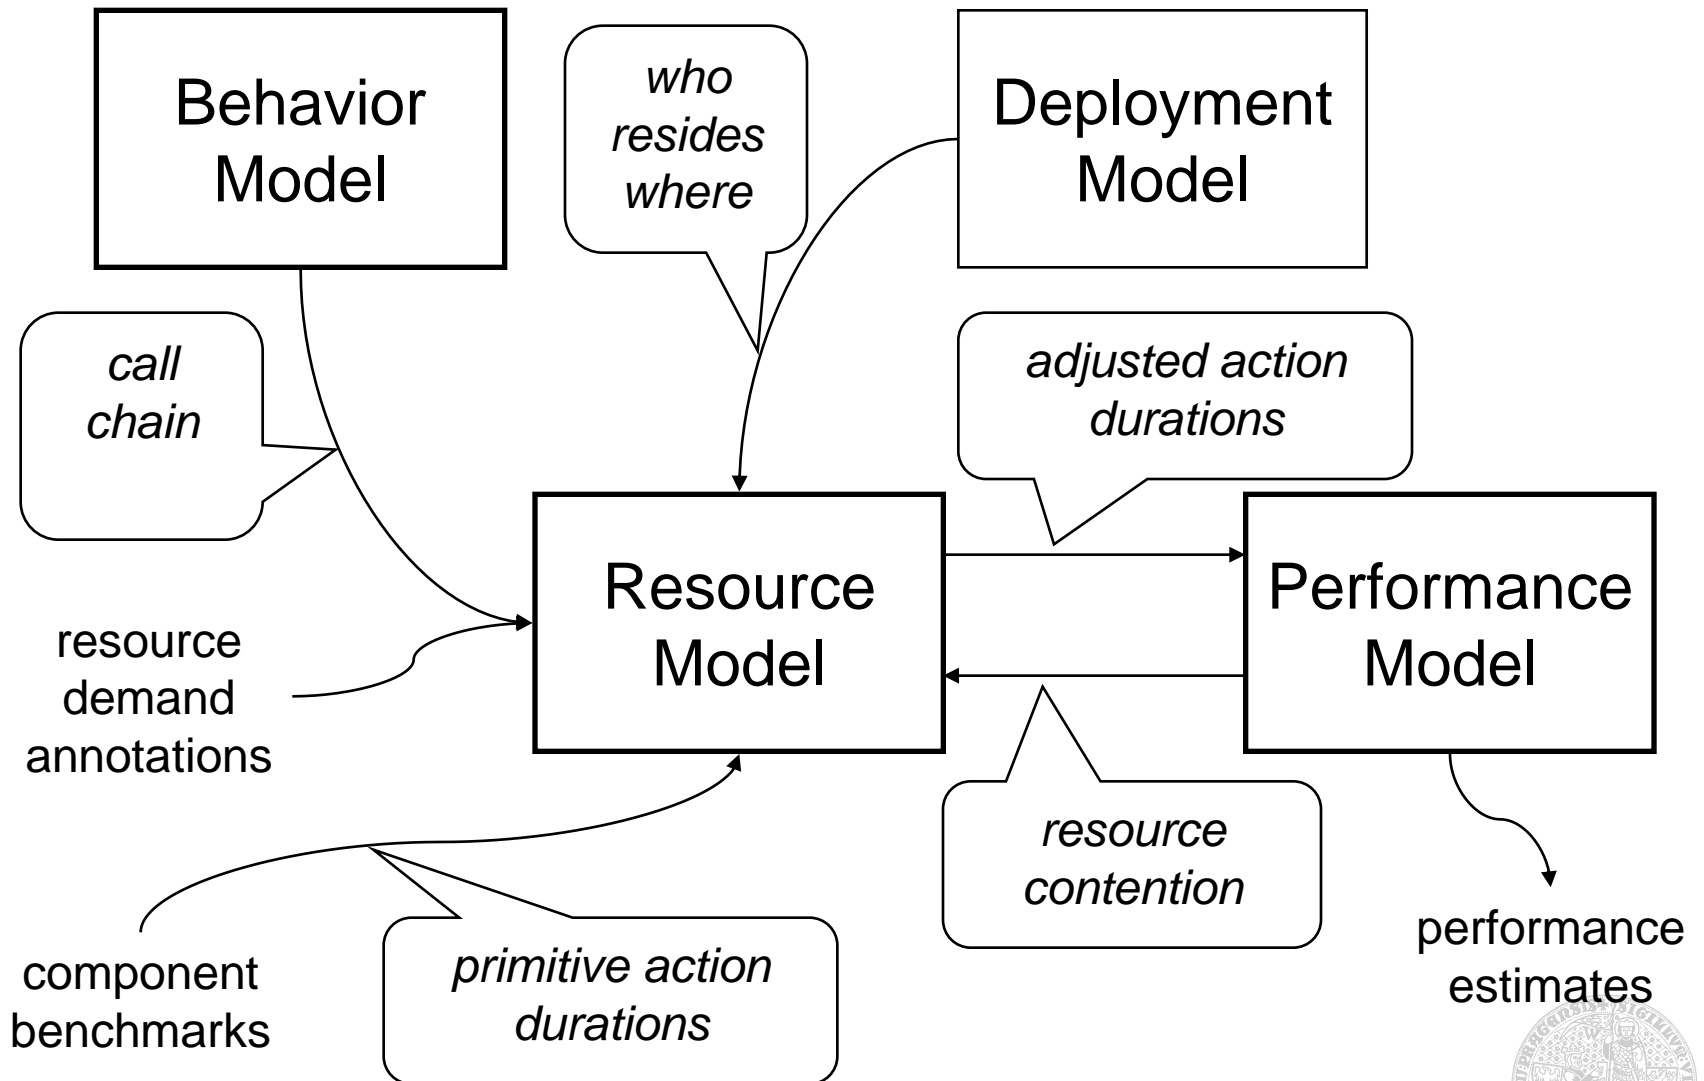 Behavior
Model
who
resides
where
Deployment
Model
call
chain
adjusted action
durations
Resource
Model
Performance
Model
resource
demand
annotations
resource
contention
component
benchmarks
primitive action
durations
performance
estimates